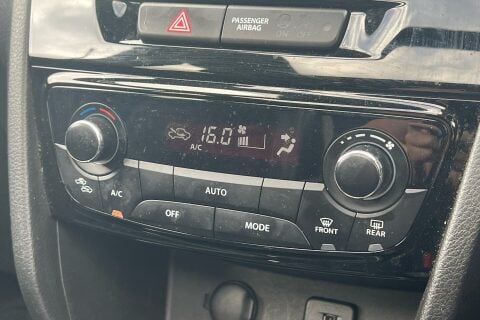 PASSENGER
AIRBAG
ON OFF
16.0
A/C
A/C
AUTO
OFF
MODE
FRONT
REAR